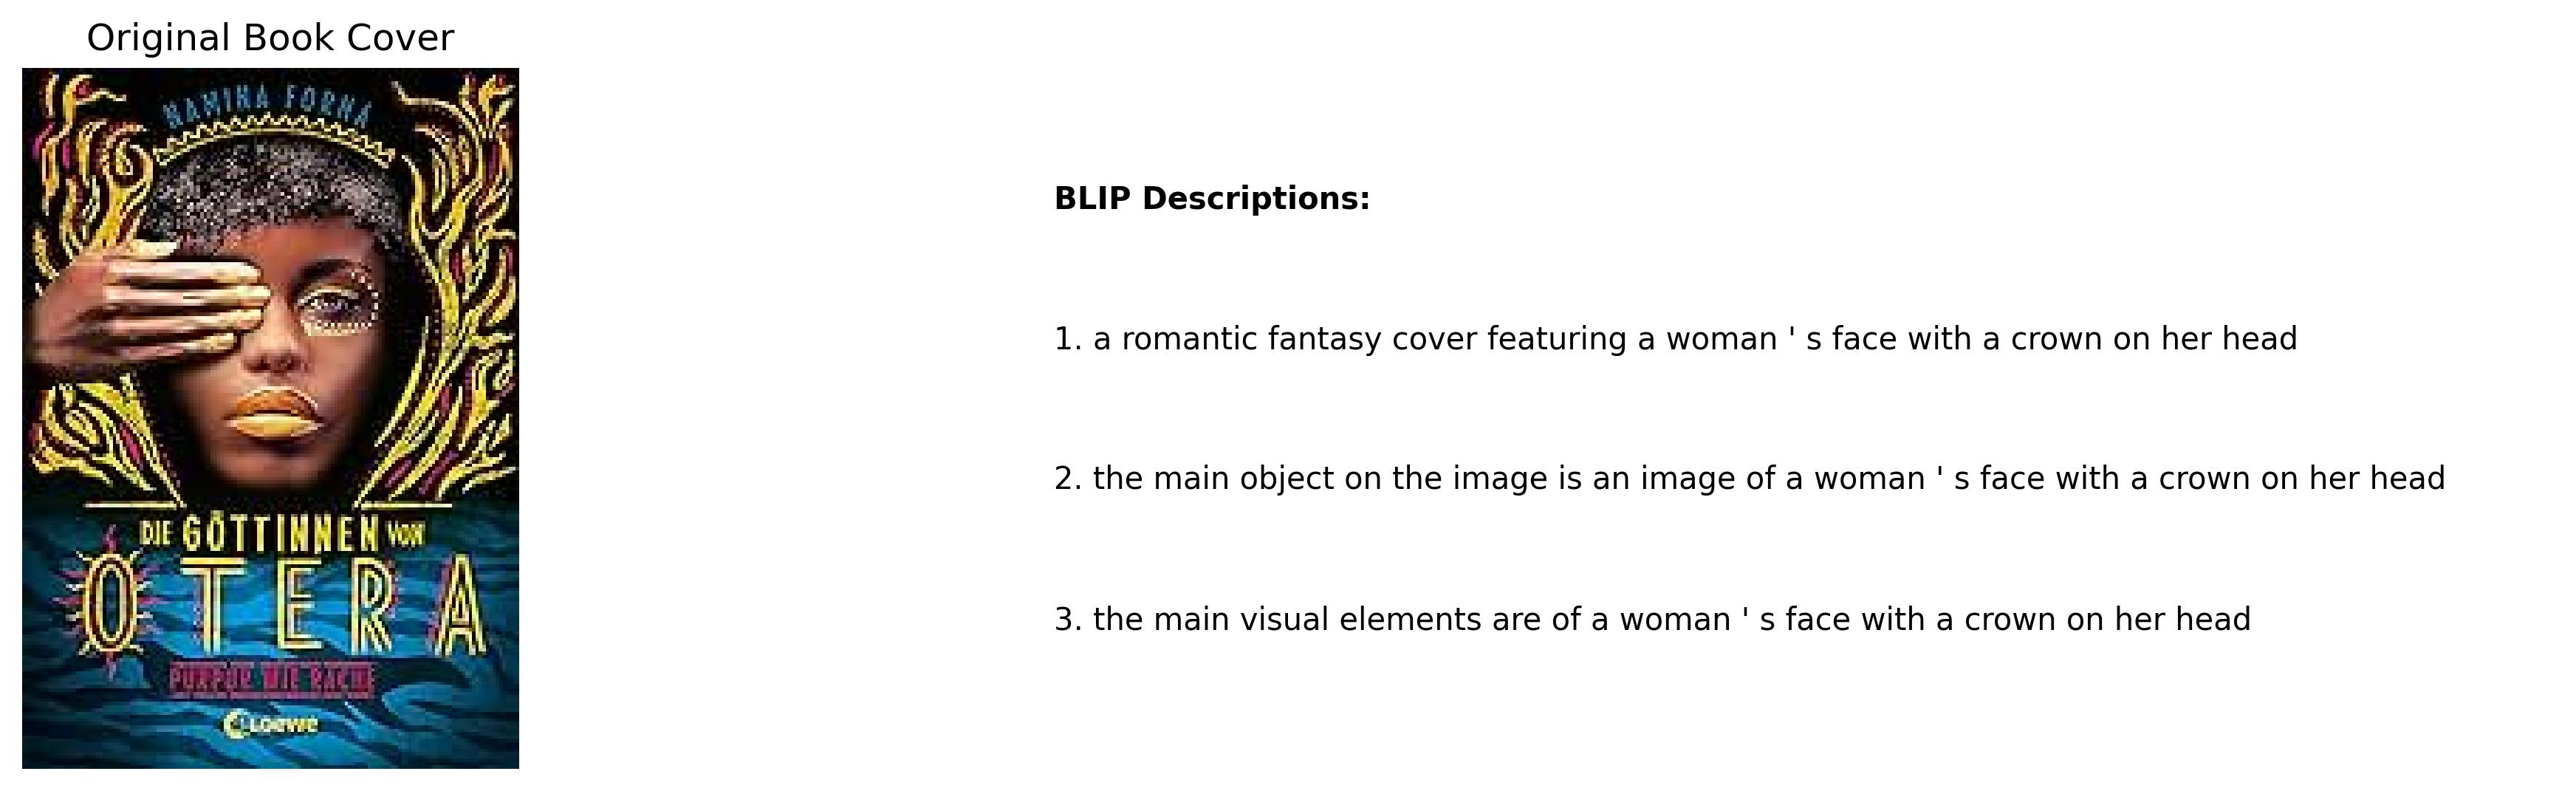 Original Book Cover
NAMINA FORNA
DIE GÖTTINNEN VON
OTERA
PURPUR WIE RACHE
Loewe
BLIP Descriptions:
1. a romantic fantasy cover featuring a woman ' s face with a crown on her head
2. the main object on the image is an image of a woman ' s face with a crown on her head
3. the main visual elements are of a woman ' s face with a crown on her head